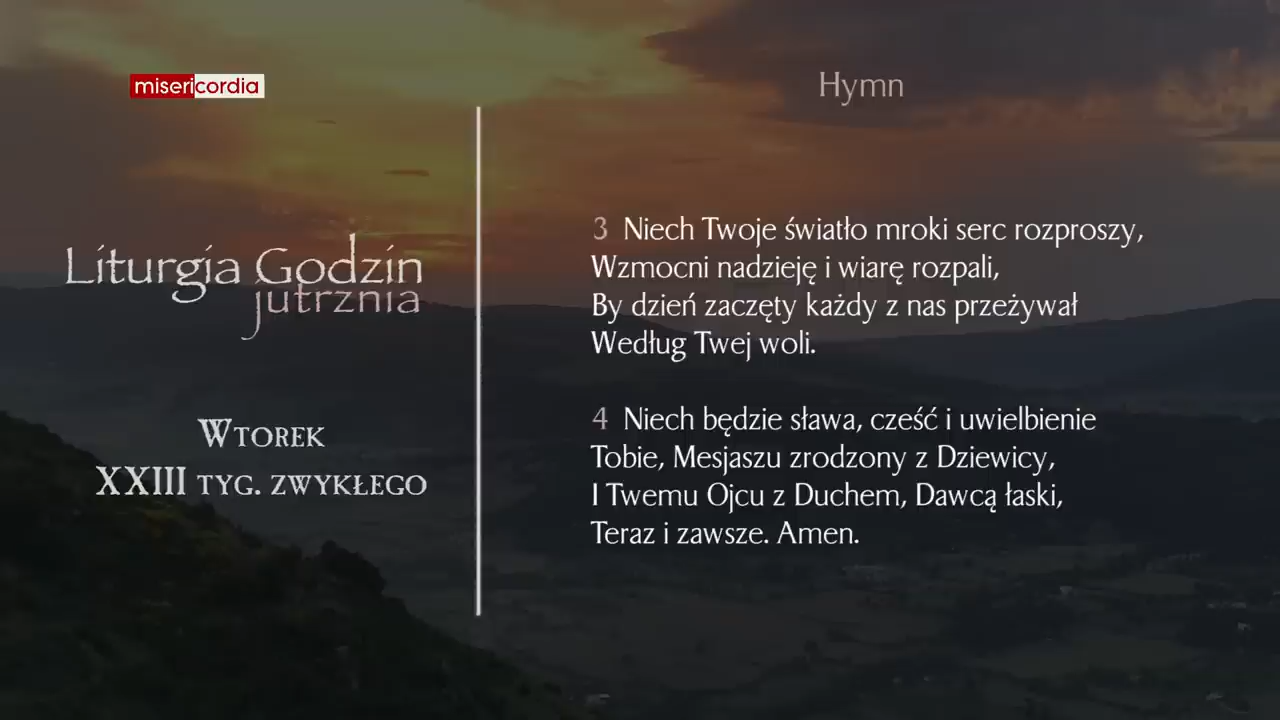 misericordia
Liturgia Godzin
jutrznia
Wtorek
XXIII tyg. zwykłego
Hymn
3 Niech Twoje światło mroki serc rozproszy,
Wzmocni nadzieję i wiarę rozpali,
By dzień zaczęty każdy z nas przeżywał
Według Twej woli.
4 Niech będzie sława, cześć i uwielbienie
Tobie, Mesjaszu zrodzony z Dziewicy,
I Twemu Ojcu z Duchem, Dawcą łaski,
Teraz i zawsze. Amen.